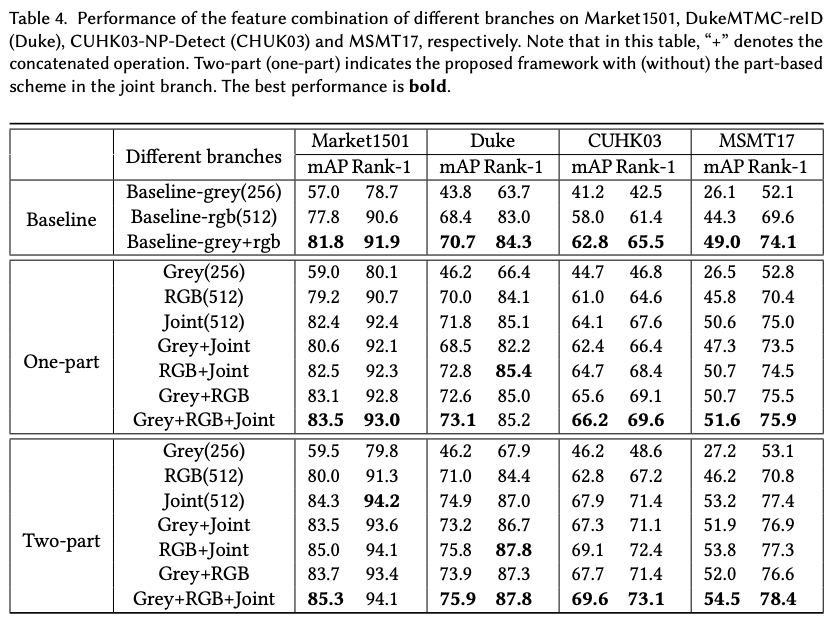 Table 4. Performance of the feature combination of different branches on Market1501, DukeMTMC-reID
(Duke), CUHK03-NP-Detect (CHUK03) and MSMT17, respectively. Note that in this table, “+” denotes the
concatenated operation. Two-part (one-part) indicates the proposed framework with (without) the part-based
scheme in the joint branch. The best performance is bold.
Different branches Market1501 Duke CUHK03 MSMT17
mAP Rank-1 mAP Rank-1 mAP Rank-1 mAP Rank-1
Baseline
Baseline-grey(256) 57.0 78.7 43.8 63.7 41.2 42.5 26.1 52.1
Baseline-rgb(512) 77.8 90.6 68.4 83.0 58.0 61.4 44.3 69.6
Baseline-grey+rgb 81.8 91.9 70.7 84.3 62.8 65.5 49.0 74.1
One-part
Grey(256) 59.0 80.1 46.2 66.4 44.7 46.8 26.5 52.8
RGB(512) 79.2 90.7 70.0 84.1 61.0 64.6 45.8 70.4
Joint(512) 82.4 92.4 71.8 85.1 64.1 67.6 50.6 75.0
Grey+Joint 80.6 92.1 68.5 82.2 62.4 66.4 47.3 73.5
RGB+Joint 82.5 92.3 72.8 85.4 64.7 68.4 50.7 74.5
Grey+RGB 83.1 92.8 72.6 85.0 65.6 69.1 50.7 75.5
Grey+RGB+Joint 83.5 93.0 73.1 85.2 66.2 69.6 51.6 75.9
Two-part
Grey(256) 59.5 79.8 46.2 67.9 46.2 48.6 27.2 53.1
RGB(512) 80.0 91.3 71.0 84.4 62.8 67.2 46.2 70.8
Joint(512) 84.3 94.2 74.9 87.0 67.9 71.4 53.2 77.4
Grey+Joint 83.5 93.6 73.2 86.7 67.3 71.1 51.9 76.9
RGB+Joint 85.0 94.1 75.8 87.8 69.1 72.4 53.8 77.3
Grey+RGB 83.7 93.4 73.9 87.3 67.7 71.4 52.0 76.6
Grey+RGB+Joint 85.3 94.1 75.9 87.8 69.6 73.1 54.5 78.4